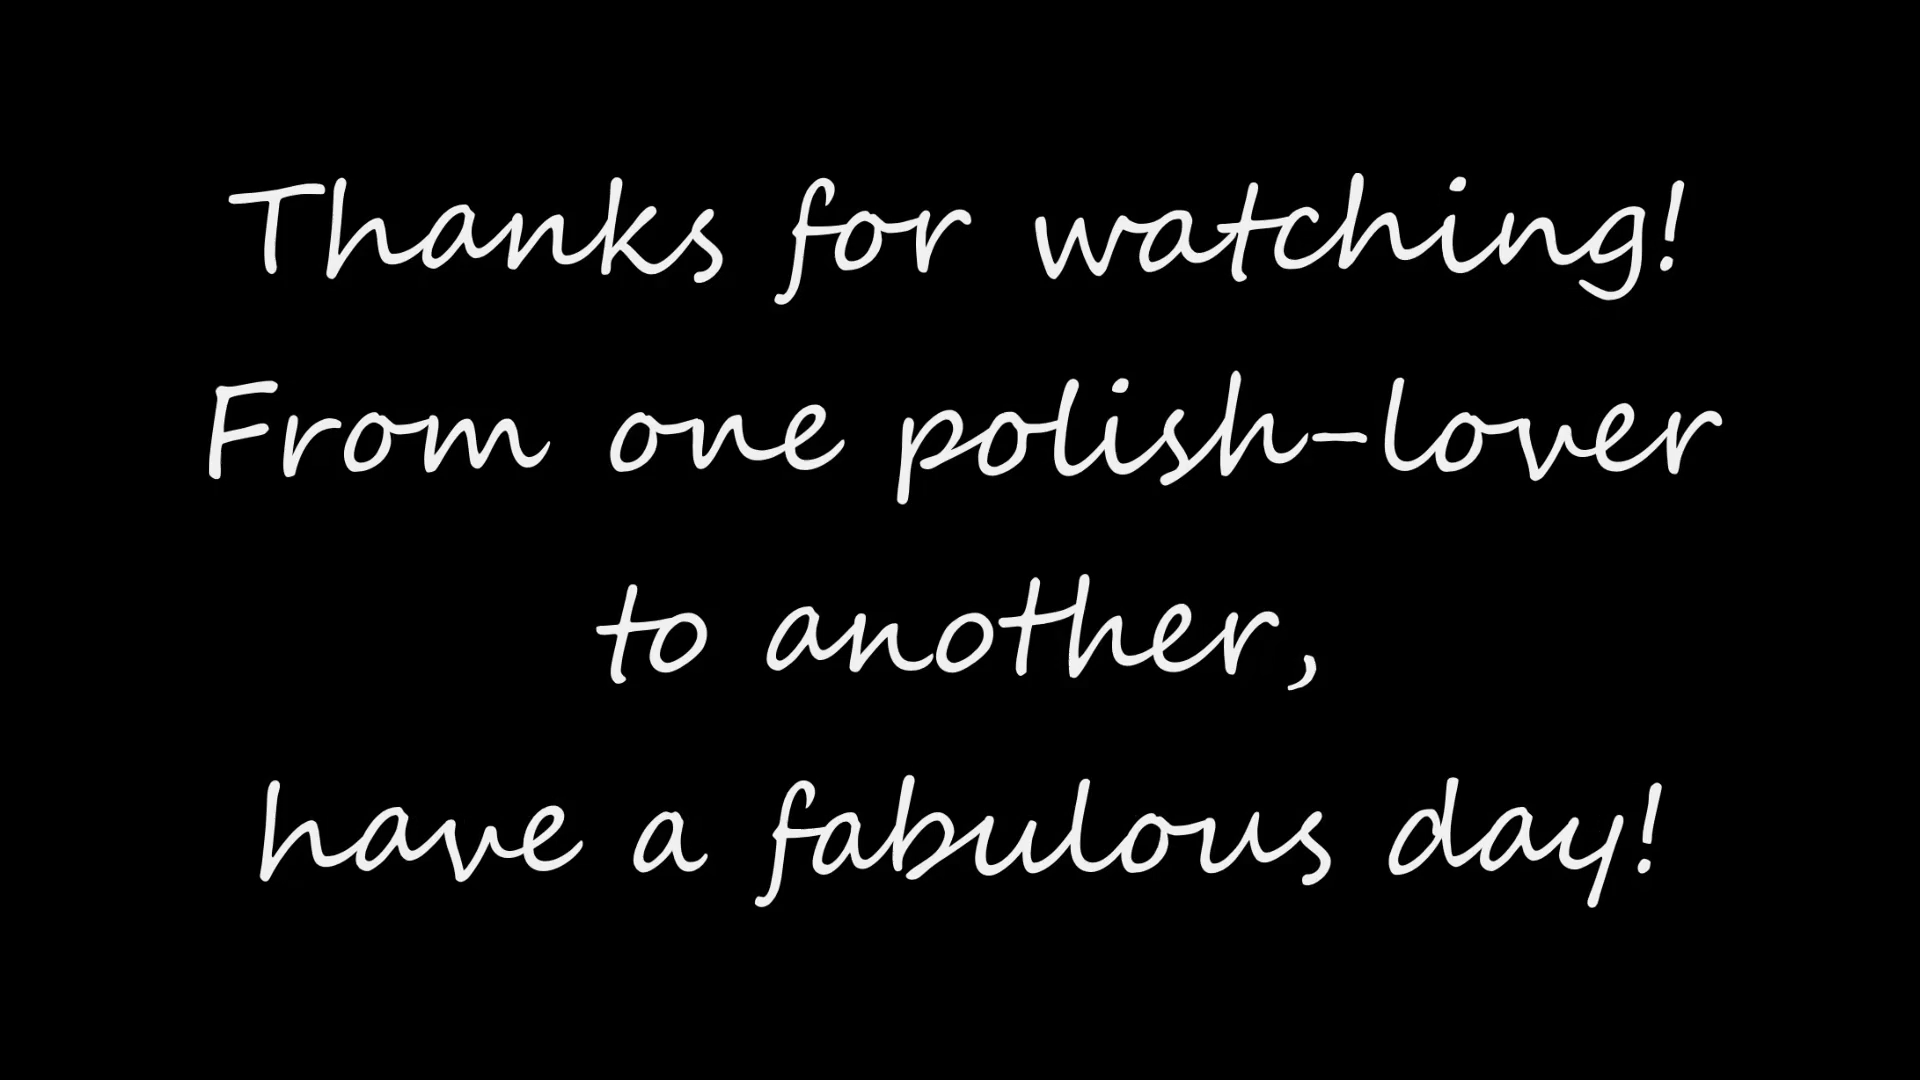 Thanks for watching!
From one polish-lover
to another,
have a fabulous day!